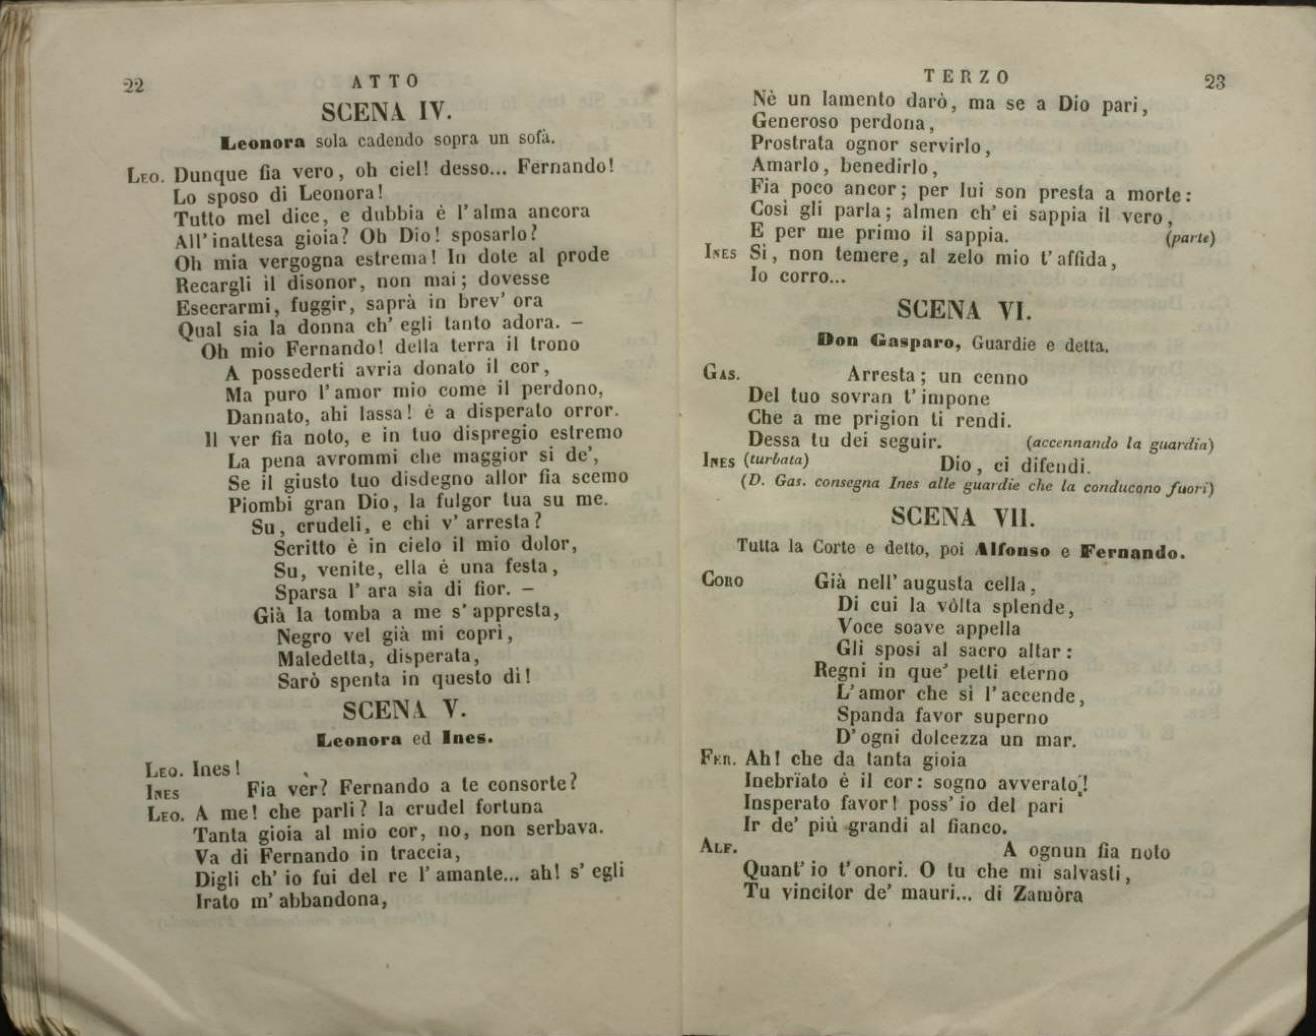 22
ATTO
SCENA IV.
Leonora sola cadendo sopra un sofà.
LEO. Dunque fia vero, oh ciel! desso... Fernando!
Lo sposo di Leonora!
Tutto mel dice, e dubbia è l'alma ancora
All'inattesa gioia? Oh Dio! sposarlo?
Oh mia vergogna estrema! In dote al prode
Recargli il disonor, non mai; dovesse
Esecrarmi, fuggir, saprà in brev' ora
Qual sia la donna ch' egli tanto adora. –
Oh mio Fernando! della terra il trono
A possederti avria donato il cor,
Ma puro l'amor mio come il perdono,
Dannato, ahi lassa! è a disperato orror.
Il ver fia noto, e in tuo dispregio estremo
La pena avrommi che maggior si de',
Se il giusto tuo disdegno allor fia scemo
Piombi gran Dio, la fulgor tua su me.
Su, crudeli, e chi v' arresta?
Scritto è in cielo il mio dolor,
Su, venite, ella è una festa,
Sparsa l' ara sia di fior. –
Già la tomba a me s' appresta,
Negro vel già mi coprì,
Maledetta, disperata,
Sarò spenta in questo dì!
SCENA V.
Leonora ed Ines.
LEO. Ines!
INES Fia ver? Fernando a te consorte?
LEO. A me! che parli? la crudel fortuna
Tanta gioia al mio cor, no, non serbava.
Va di Fernando in traccia,
Digli ch' io fui del re l'amante... ah! s' egli
Irato m' abbandona,
TERZO
23
Nè un lamento darò, ma se a Dio pari,
Generoso perdona,
Prostrata ognor servirlo,
Amarlo, benedirlo,
Fia poco ancor; per lui son presta a morte:
Così gli parla; almen ch' ei sappia il vero,
E per me primo il sappia. (parte)
INES Sì, non temere, al zelo mio t'affida,
Io corro...
SCENA VI.
Don Gasparo, Guardie e detta.
GAS. Arresta; un cenno
Del tuo sovran t'impone
Che a me prigion ti rendi.
Dessa tu dei seguir. (accennando la guardia)
INES (turbata) Dio, ci difendi.
(D. Gas. consegna Ines alle guardie che la conducono fuori)
SCENA VII.
Tutta la Corte e detto, poi Alfonso e Fernando.
CORO Già nell'augusta cella,
Di cui la vòlta splende,
Voce soave appella
Gli sposi al sacro altar:
Regni in que' petti eterno
L'amor che sì l'accende,
Spanda favor superno
D'ogni dolcezza un mar.
FER. Ah! che da tanta gioia
Inebrïato è il cor: sogno avverato!
Insperato favor! poss' io del pari
Ir de' più grandi al fianco.
ALF. A ognun fia noto
Quant' io t'onori. O tu che mi salvasti,
Tu vincitor de' mauri... di Zamòra